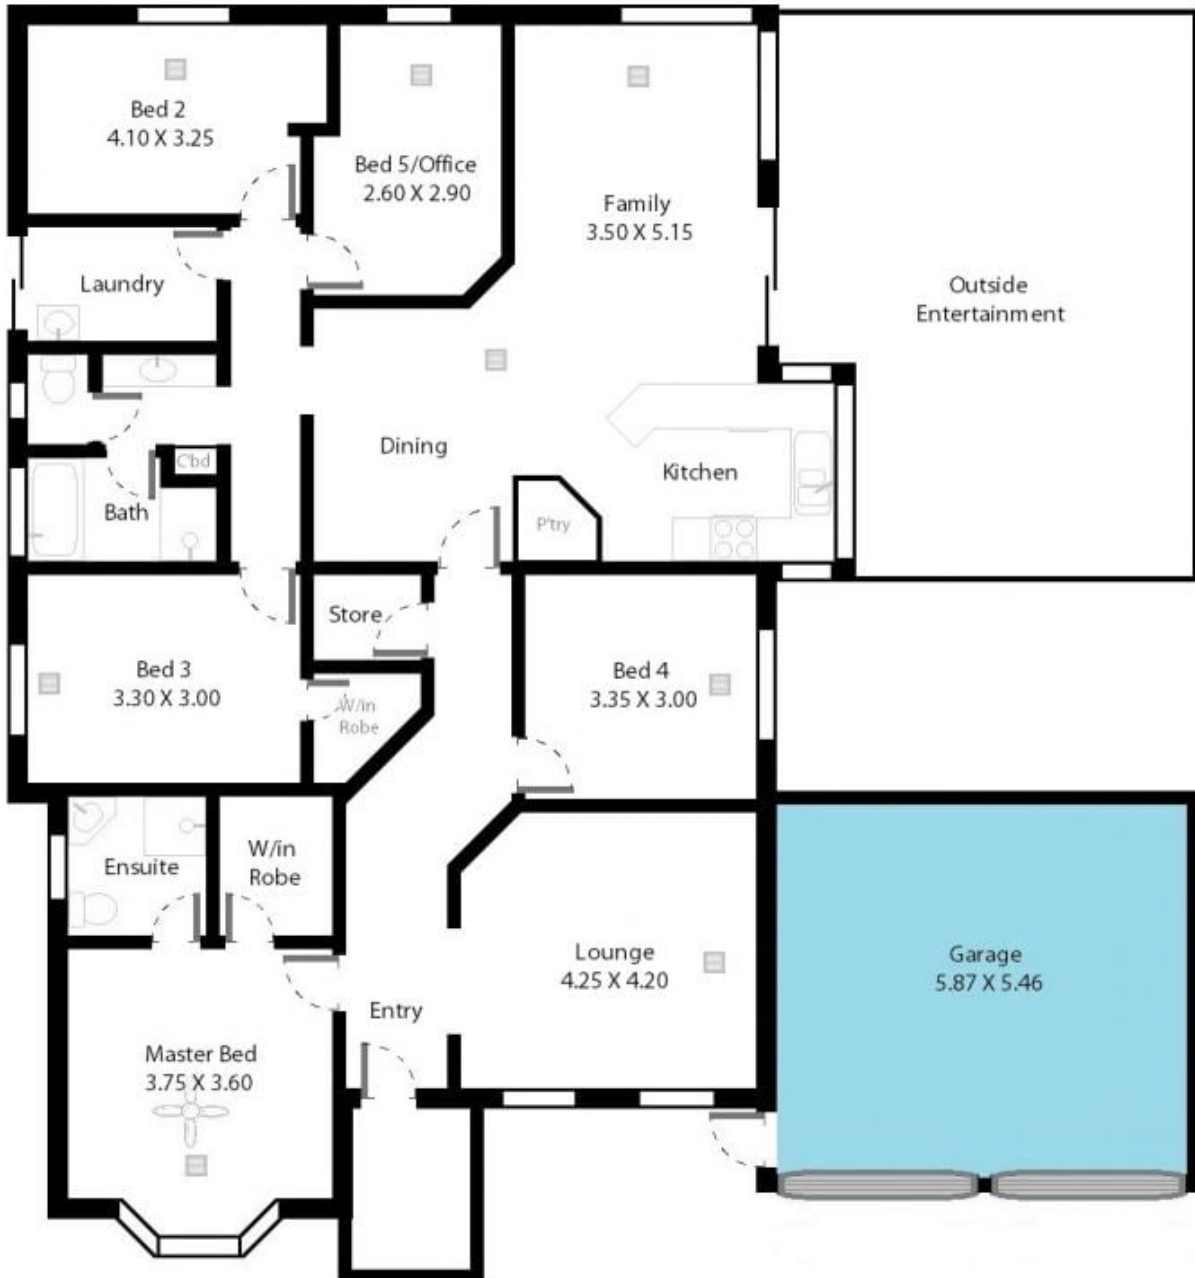 Bed 2
4.10 X 3.25
Bed 5/Office
2.60 X 2.90
Family
3.50 X 5.15
Laundry
Outside
Entertainment
Dining
Kitchen
C'bd
Bath
P'try
Store
Bed 3
3.30 X 3.00
W/in
Robe
Bed 4
3.35 X 3.00
Ensuite
W/in
Robe
Lounge
4.25 X 4.20
Garage
5.87 X 5.46
Entry
Master Bed
3.75 X 3.60